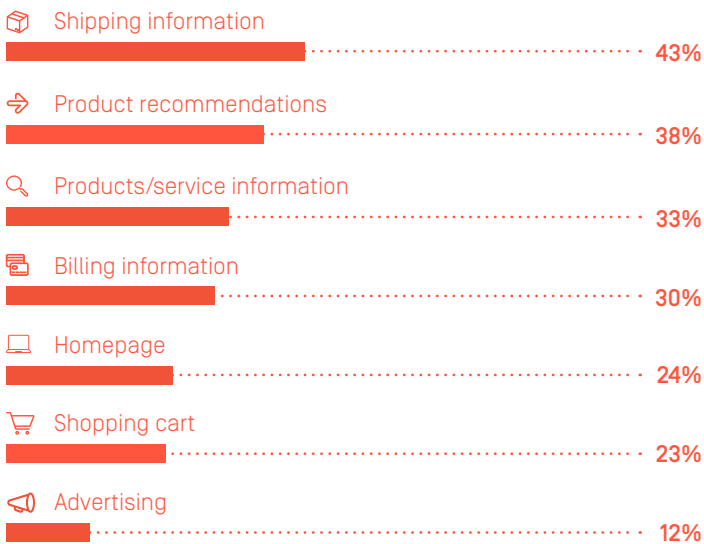 Shipping information
43%
Product recommendations
38%
Products/service information
33%
Billing information
30%
Homepage
24%
Shopping cart
23%
Advertising
12%